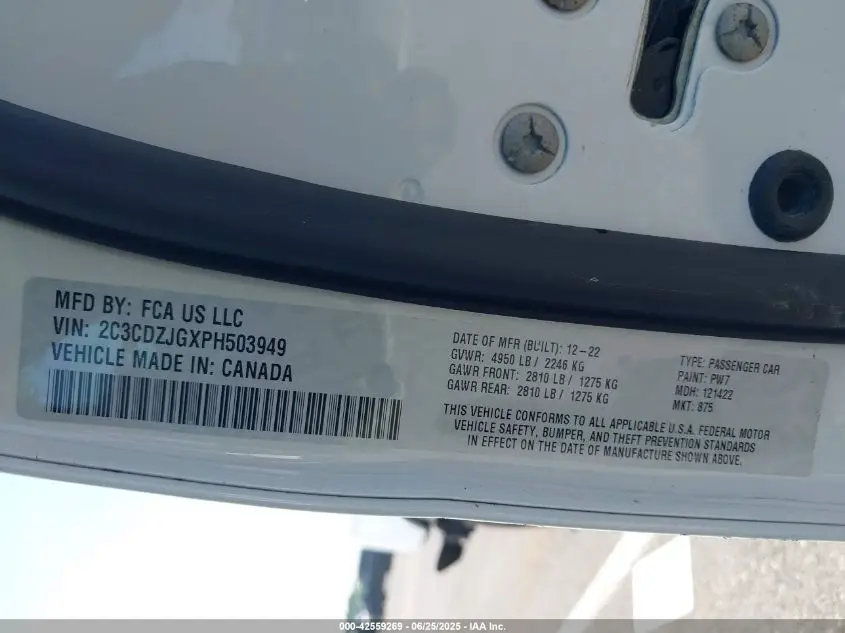 MFD BY: FCA US LLC
VIN: 2C3CDZJGXPH503949
VEHICLE MADE IN: CANADA
DATE OF MFR (BUILT): 12-22
GVWR: 4950 LB / 2246 KG
GAWR FRONT: 2810 LB / 1275 KG
GAWR REAR: 2810 LB / 1275 KG
TYPE: PASSENGER CAR
PAINT: PW7
MDH: 121422
MKT: 875
THIS VEHICLE CONFORMS TO ALL APPLICABLE U.S.A. FEDERAL MOTOR
VEHICLE SAFETY, BUMPER, AND THEFT PREVENTION STANDARDS
IN EFFECT ON THE DATE OF MANUFACTURE SHOWN ABOVE.
000-42559269 - 06/25/2025 - IAA Inc.